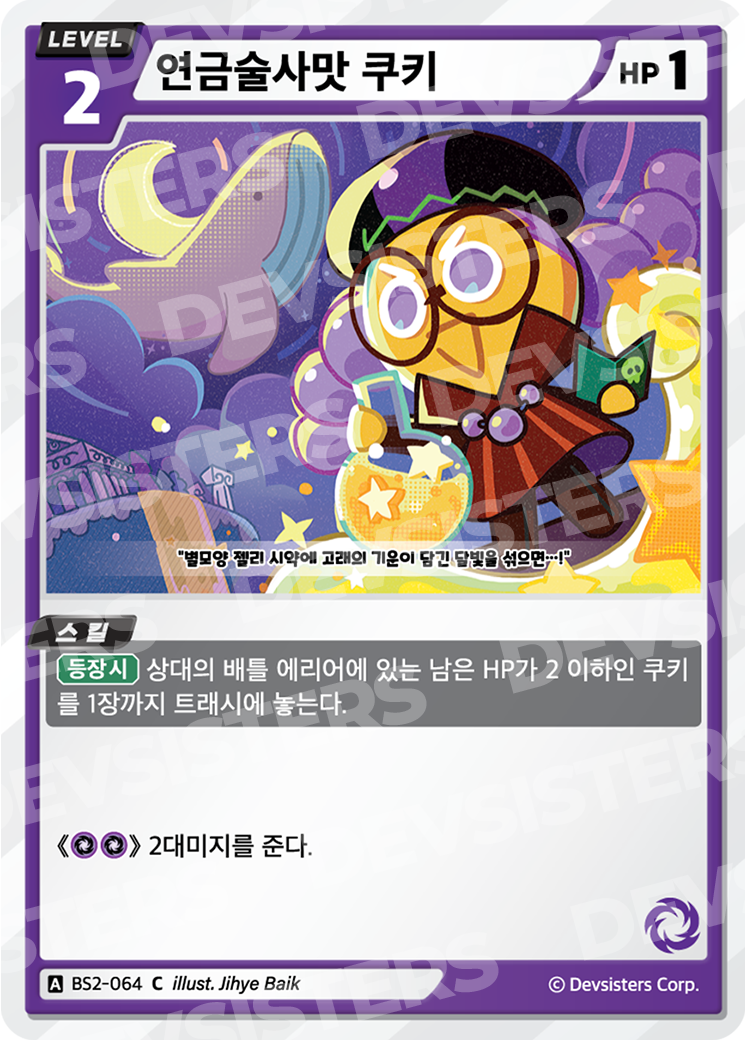 LEVEL
2
연금술사맛 쿠키
HP 1
"별모양 젤리 시약에 고래의 기운이 담긴 달빛을 섞으면…!"
스킬
등장시 상대의 배틀 에리어에 있는 남은 HP가 2 이하인 쿠키
를 1장까지 트래시에 놓는다.
《》 2대미지를 준다.
A BS2-064 C illust. Jihye Baik
© Devsisters Corp.
DEVSISTERS